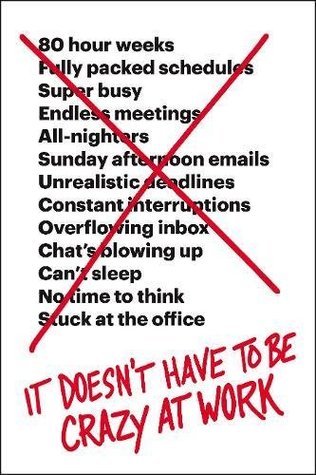 80 hour weeks
Fully packed schedules
Super busy
Endless meetings
All-nighters
Sunday afternoon emails
Unrealistic deadlines
Constant interruptions
Overflowing inbox
Chat's blowing up
Can't sleep
No time to think
Stuck at the office
IT DOESN'T HAVE TO BE
CRAZY AT WORK